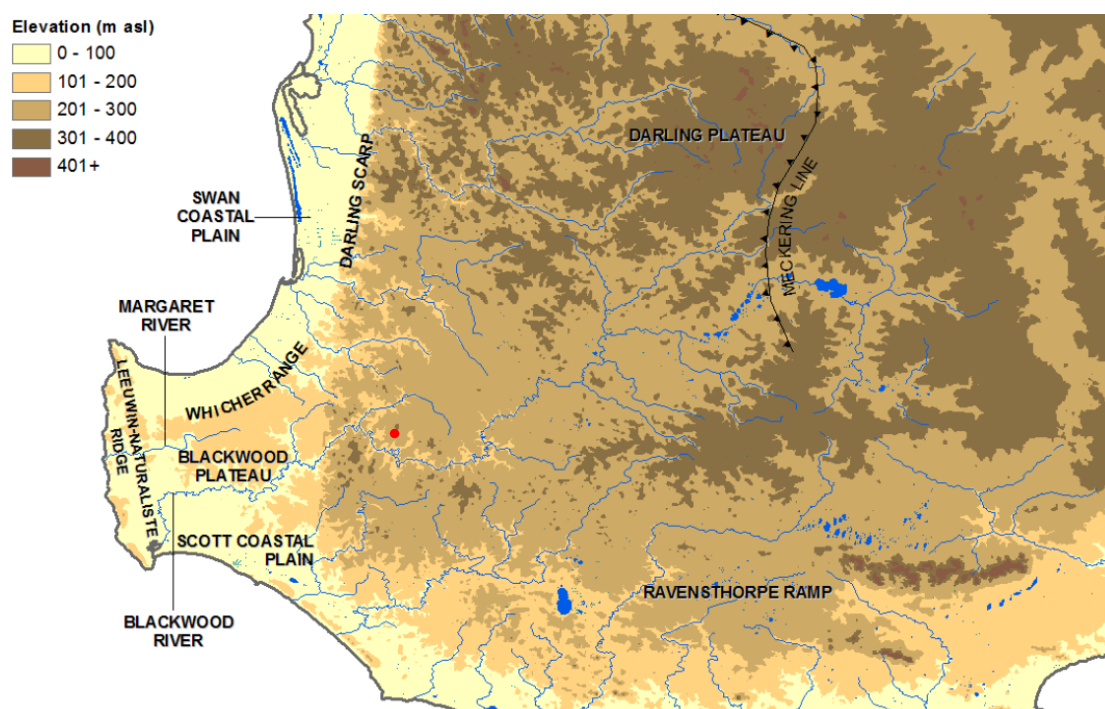 Elevation (m asl)
0 - 100
101 - 200
201 - 300
301 - 400
401+
DARLING PLATEAU
DARLING SCARP
MECKERING LINE
SWAN
COASTAL
PLAIN
MARGARET
RIVER
WHICHER RANGE
LEEUWIN-NATURALISTE
RIDGE
BLACKWOOD
PLATEAU
SCOTT COASTAL
PLAIN
RAVENSTHORPE RAMP
BLACKWOOD
RIVER